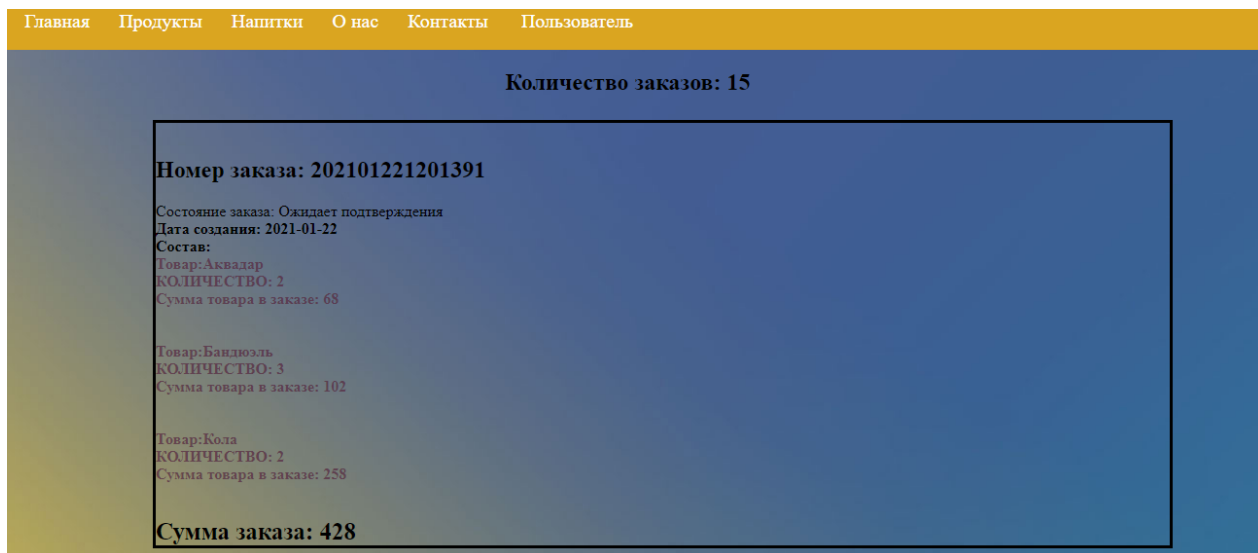 Главная Продукты Напитки О нас Контакты Пользователь
Количество заказов: 15
Номер заказа: 202101221201391
Состояние заказа: Ожидает подтверждения
Дата создания: 2021-01-22
Состав:
Товар:Аквадар
КОЛИЧЕСТВО: 2
Сумма товара в заказе: 68
Товар:Бандюэль
КОЛИЧЕСТВО: 3
Сумма товара в заказе: 102
Товар:Кола
КОЛИЧЕСТВО: 2
Сумма товара в заказе: 258
Сумма заказа: 428